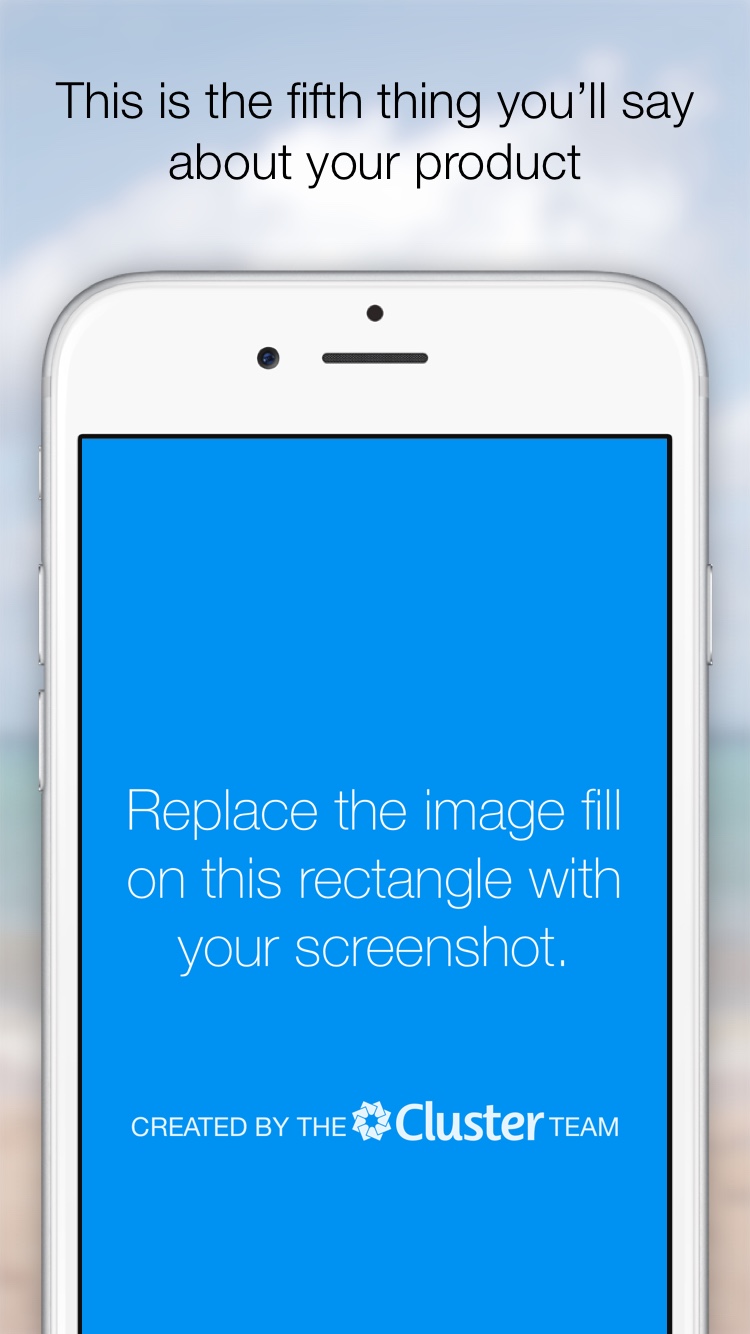 This is the fifth thing you’ll say
about your product
Replace the image fill
on this rectangle with
your screenshot.
CREATED BY THE Cluster TEAM